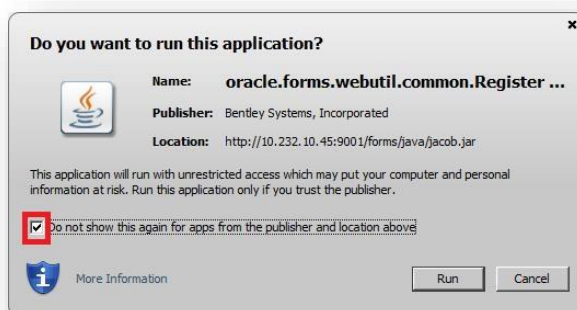 Do you want to run this application?
Name: oracle.forms.webutil.common.Register ...
Publisher: Bentley Systems, Incorporated
Location: http://10.232.10.45:9001/forms/java/jacob.jar
This application will run with unrestricted access which may put your computer and personal
information at risk. Run this application only if you trust the publisher.
Do not show this again for apps from the publisher and location above
More Information
Run Cancel